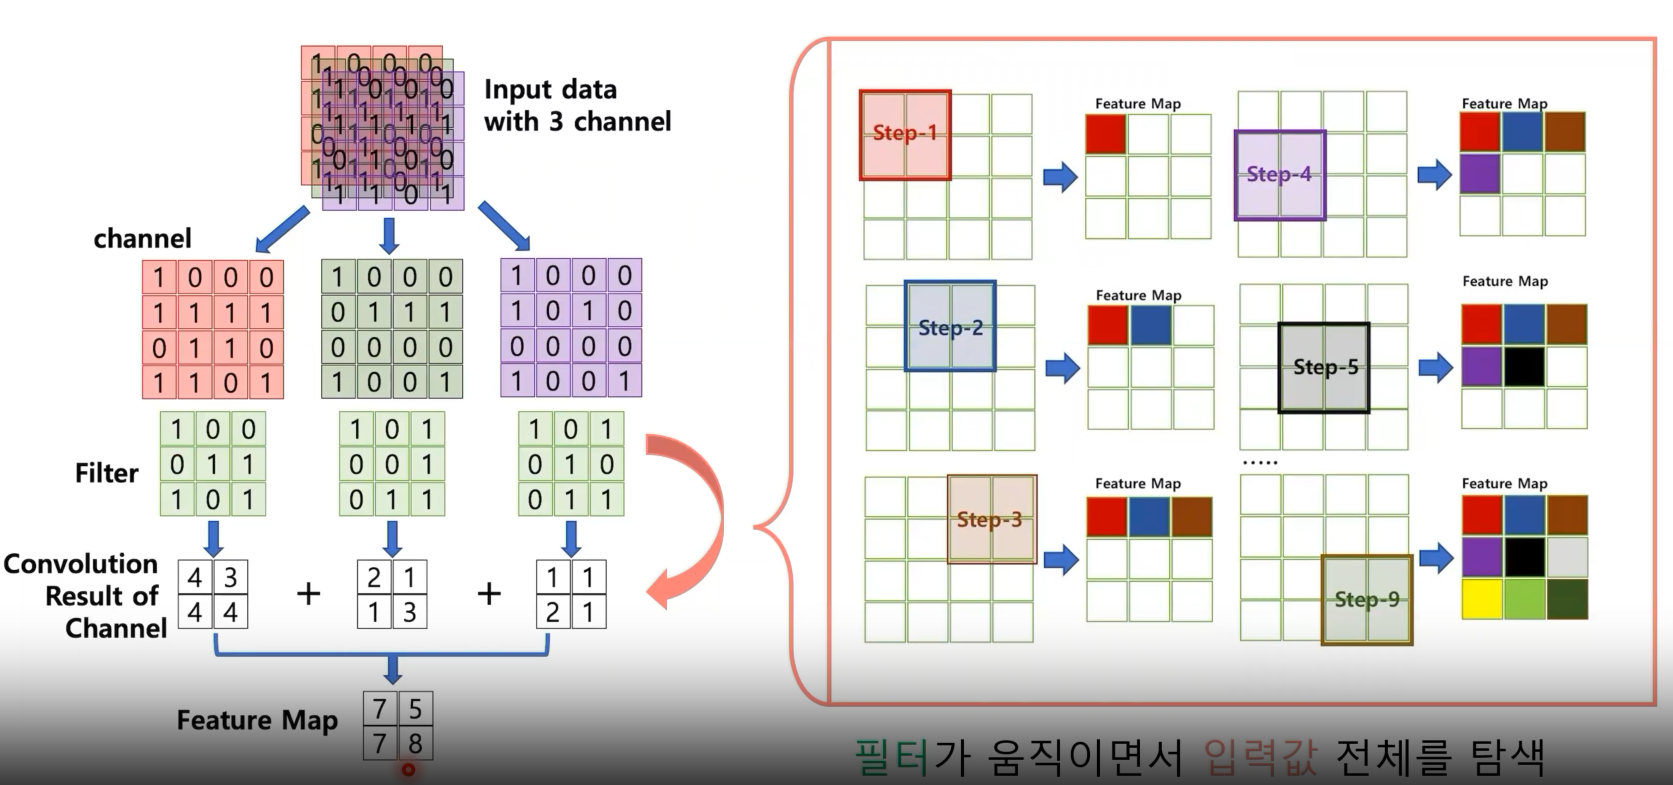 Input data
with 3 channel
channel
1 0 0 0
1 1 1 1
0 1 1 0
1 1 0 1
1 0 0 0
0 1 1 1
0 0 0 0
1 0 0 1
1 0 0 0
1 0 1 0
0 0 0 0
1 0 0 1
Filter
1 0 0
0 1 1
1 0 1
1 0 1
0 0 1
0 1 1
1 0 1
0 1 0
0 1 1
Convolution
Result of
Channel
4 3
4 4
+
2 1
1 3
+
1 1
2 1
Feature Map
7 5
7 8
Step-1
Feature Map
Step-2
Feature Map
Step-3
Feature Map
Step-4
Feature Map
Step-5
Feature Map
.....
Step-9
Feature Map
필터가 움직이면서 입력값 전체를 탐색